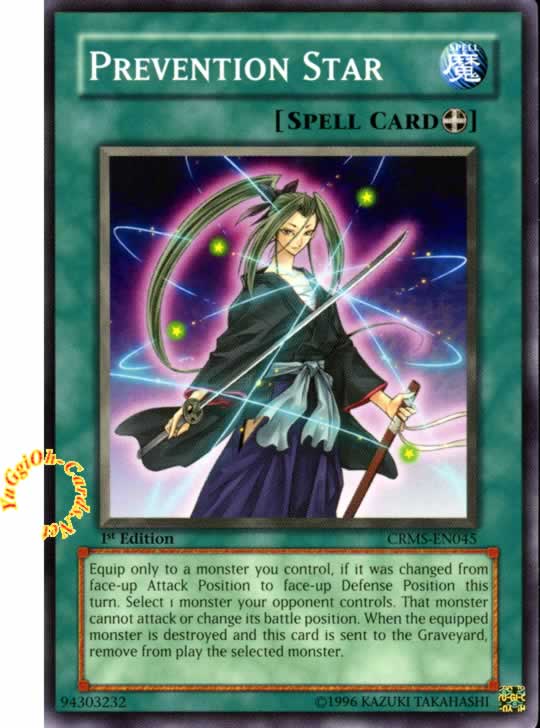 PREVENTION STAR
SPELL
魔
[SPELL CARD]
YuGgiOh-Cards.Net
1st Edition
CRMS-EN045
Equip only to a monster you control, if it was changed from
face-up Attack Position to face-up Defense Position this
turn. Select 1 monster your opponent controls. That monster
cannot attack or change its battle position. When the equipped
monster is destroyed and this card is sent to the Graveyard,
remove from play the selected monster.
94303232
©1996 KAZUKI TAKAHASHI